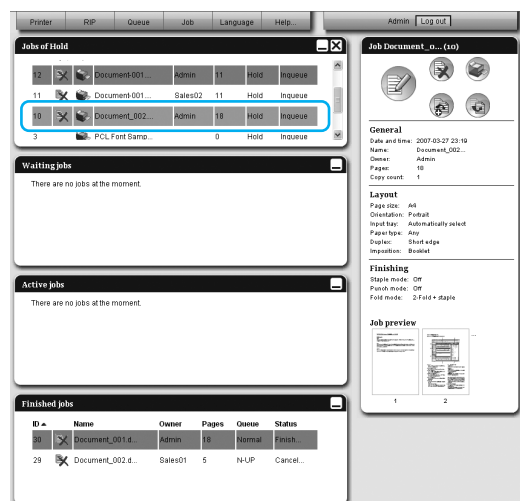 Printer RIP Queue Job Language Help... Admin Log out
Jobs of Hold
12 Document-001... Admin 11 Hold Inqueue
11 Document-001... Sales02 11 Hold Inqueue
10 Document_002... Admin 18 Hold Inqueue
3 PCL Font Samp... 0 Hold Inqueue
Waiting jobs
There are no jobs at the moment.
Active jobs
There are no jobs at the moment.
Finished jobs
ID Name Owner Pages Queue Status
30 Document_001.d... Admin 18 Normal Finish...
29 Document_002.d... Sales01 5 N-UP Cancel...
Job Document_0... (10)
General
Date and time: 2007-03-27 23:19
Name: Document_002...
Owner: Admin
Pages: 18
Copy count: 1
Layout
Page size: A4
Orientation: Portrait
Input tray: Automatically select
Paper type: Any
Duplex: Short edge
Imposition: Booklet
Finishing
Staple mode: Off
Punch mode: Off
Fold mode: 2-Fold + staple
Job preview
...
1 2